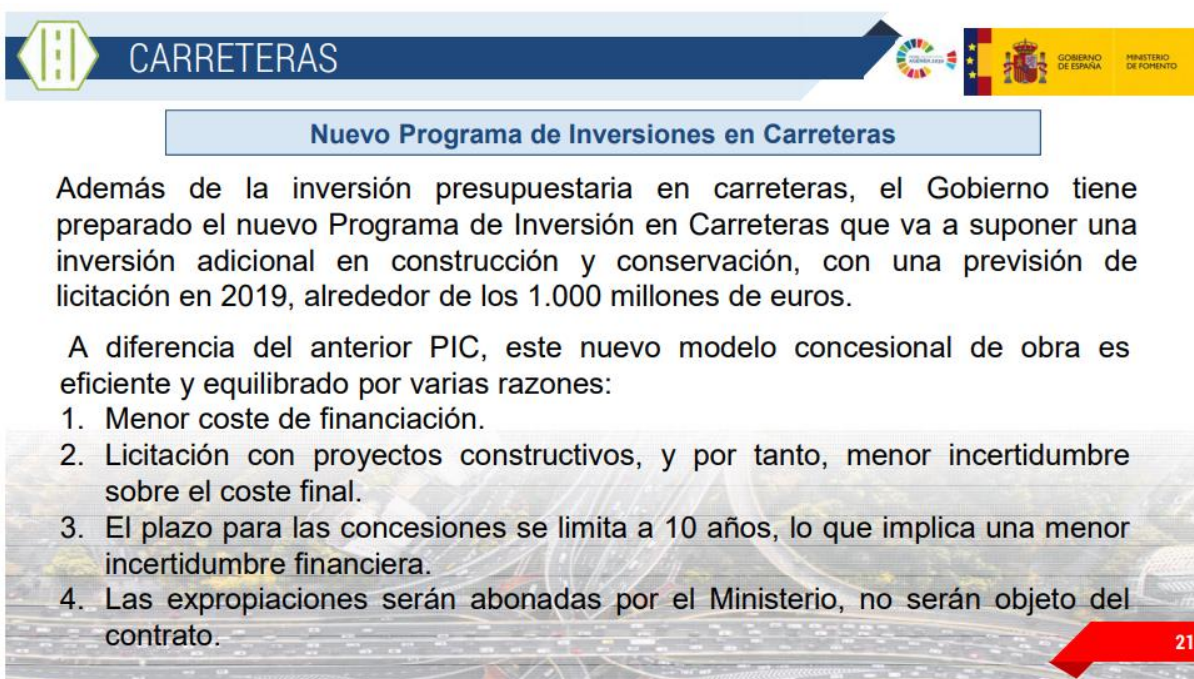 CARRETERAS
AGENDA 2030
GOBIERNO
DE ESPAÑA
MINISTERIO
DE FOMENTO
Nuevo Programa de Inversiones en Carreteras
Además de la inversión presupuestaria en carreteras, el Gobierno tiene
preparado el nuevo Programa de Inversión en Carreteras que va a suponer una
inversión adicional en construcción y conservación, con una previsión de
licitación en 2019, alrededor de los 1.000 millones de euros.
A diferencia del anterior PIC, este nuevo modelo concesional de obra es
eficiente y equilibrado por varias razones:
1. Menor coste de financiación.
2. Licitación con proyectos constructivos, y por tanto, menor incertidumbre
sobre el coste final.
3. El plazo para las concesiones se limita a 10 años, lo que implica una menor
incertidumbre financiera.
4. Las expropiaciones serán abonadas por el Ministerio, no serán objeto del
contrato.
21